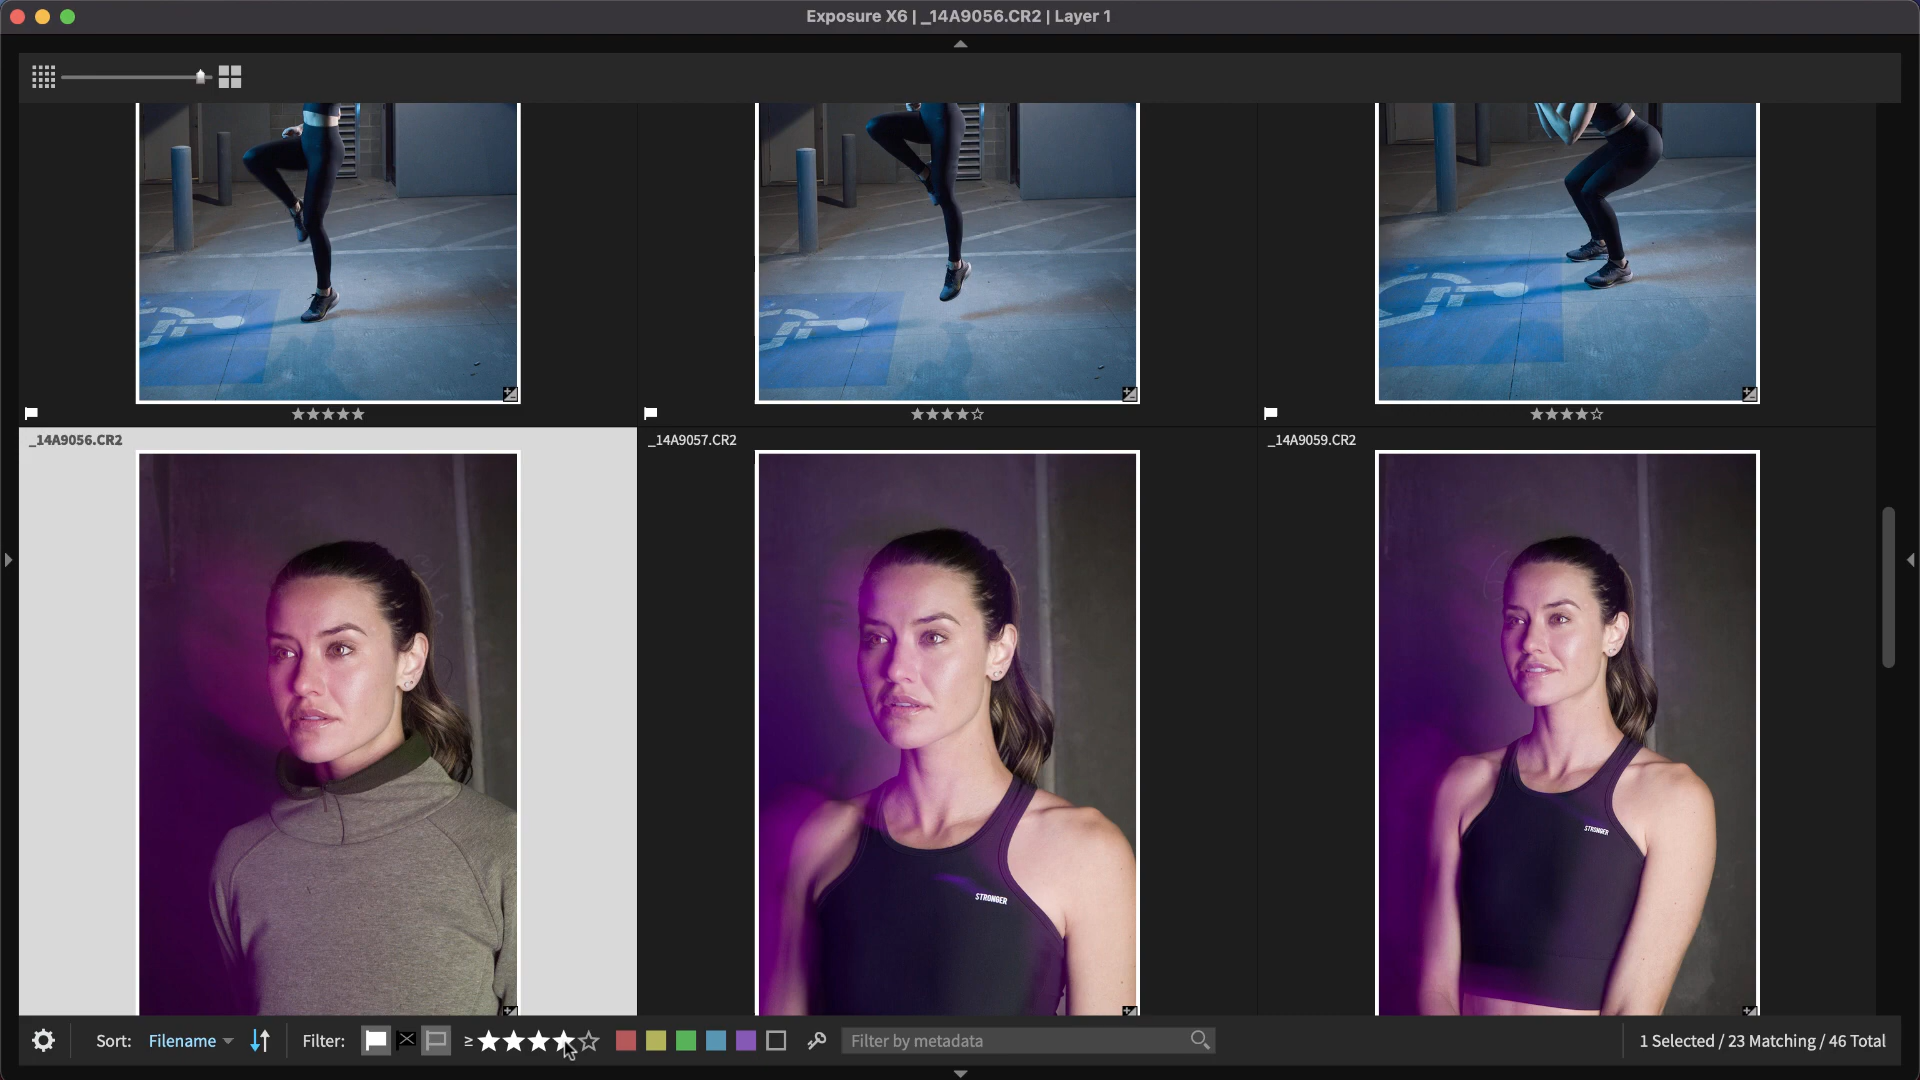 Exposure X6 | _14A9056.CR2 | Layer 1
_14A9056.CR2
_14A9057.CR2
_14A9059.CR2
STRONGER
STRONGER
Sort: Filename
Filter:
≥
Filter by metadata
1 Selected / 23 Matching / 46 Total